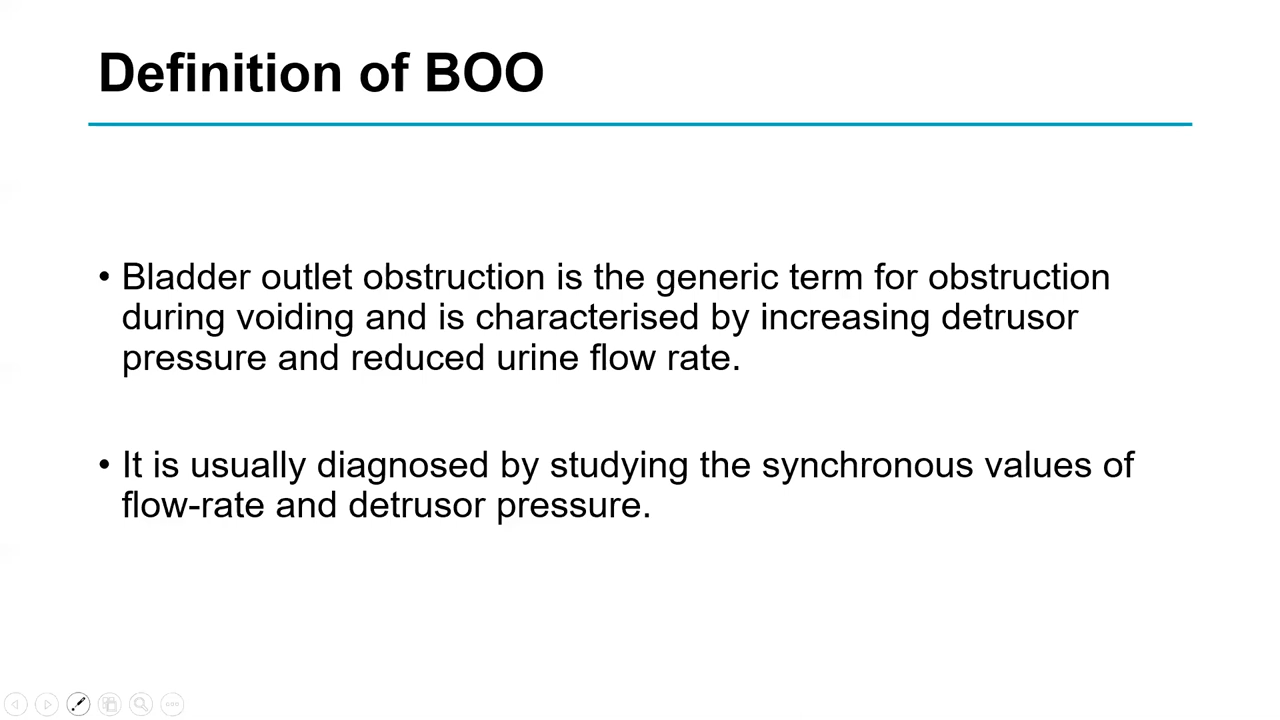 Definition of BOO
• Bladder outlet obstruction is the generic term for obstruction
during voiding and is characterised by increasing detrusor
pressure and reduced urine flow rate.
• It is usually diagnosed by studying the synchronous values of
flow-rate and detrusor pressure.